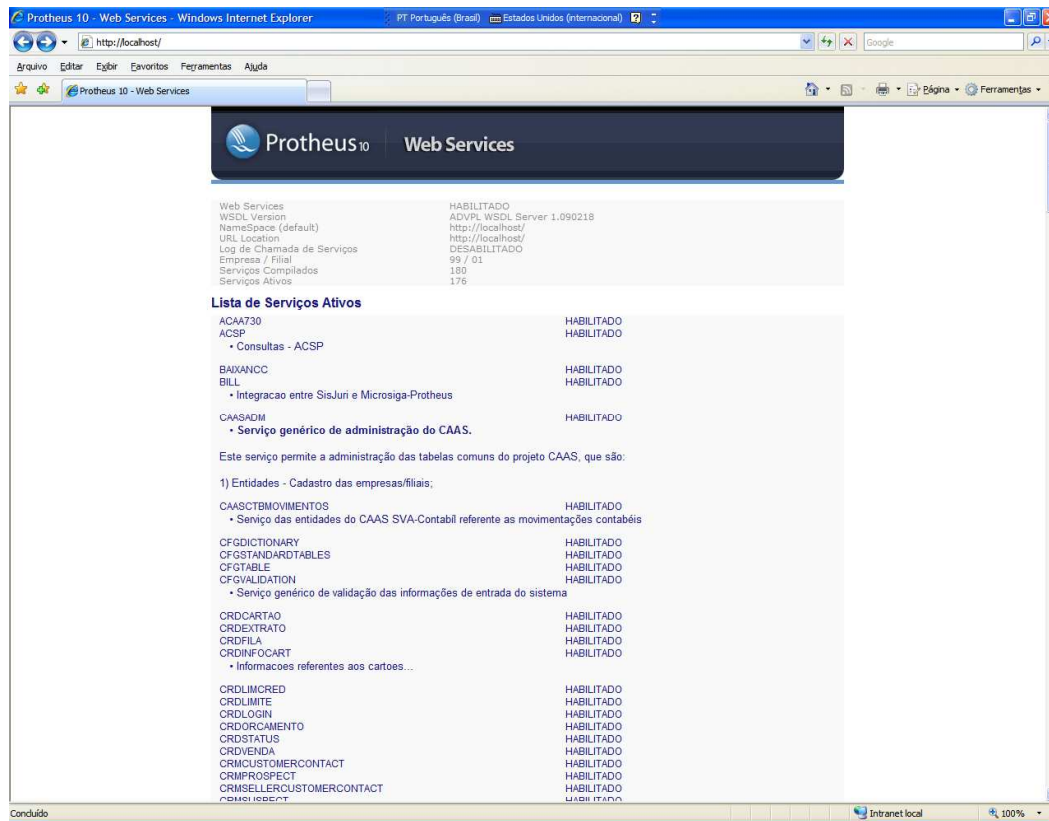 Protheus 10 - Web Services - Windows Internet Explorer
PT Português (Brasil) Estados Unidos (internacional)
http://localhost/
Google
Arquivo Editar Exibir Favoritos Ferramentas Ajuda
Protheus 10 - Web Services
Página Ferramentas
Protheus 10 Web Services
Web Services HABILITADO
WSDL Version ADVPL WSDL Server 1.090218
NameSpace (default) http://localhost/
URL Location http://localhost/
Log de Chamada de Serviços DESABILITADO
Empresa / Filial 99 / 01
Serviços Compilados 180
Serviços Ativos 176
Lista de Serviços Ativos
ACAA730 HABILITADO
ACSP HABILITADO
• Consultas - ACSP
BAIXANCC HABILITADO
BILL HABILITADO
• Integracao entre SisJuri e Microsiga-Protheus
CAASADM HABILITADO
• Serviço genérico de administração do CAAS.
Este serviço permite a administração das tabelas comuns do projeto CAAS, que são:
1) Entidades - Cadastro das empresas/filiais;
CAASCTBMOVIMENTOS HABILITADO
• Serviço das entidades do CAAS SVA-Contabíl referente as movimentações contabéis
CFGDICTIONARY HABILITADO
CFGSTANDARDTABLES HABILITADO
CFGTABLE HABILITADO
CFGVALIDATION HABILITADO
• Serviço genérico de validação das informações de entrada do sistema
CRDCARTAO HABILITADO
CRDEXTRATO HABILITADO
CRDFILA HABILITADO
CRDINFOCART HABILITADO
• Informacoes referentes aos cartoes...
CRDLIMCRED HABILITADO
CRDLIMITE HABILITADO
CRDLOGIN HABILITADO
CRDORCAMENTO HABILITADO
CRDSTATUS HABILITADO
CRDVENDA HABILITADO
CRMCUSTOMERCONTACT HABILITADO
CRMPROSPECT HABILITADO
CRMSELLERCUSTOMERCONTACT HABILITADO
CRMSUSPECT HABILITADO
Concluído Intranet local 100%